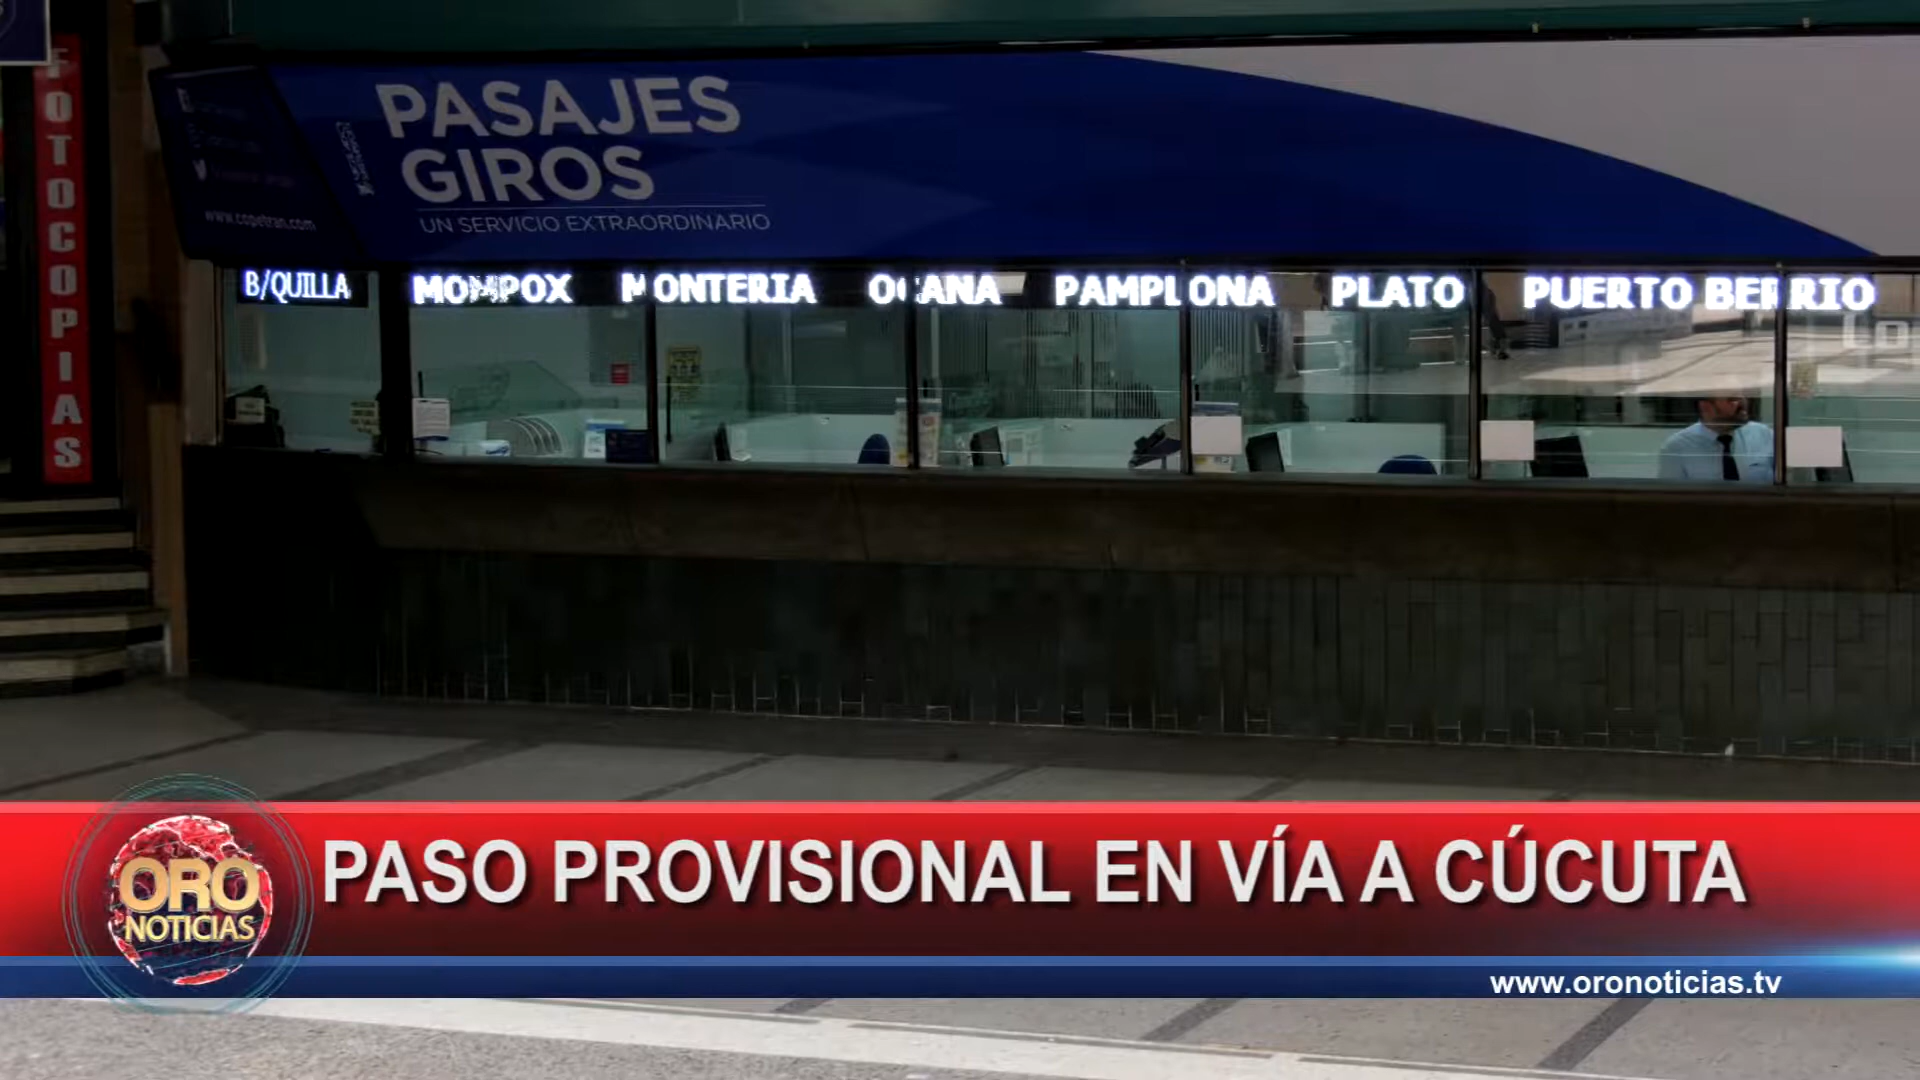 FOTOCOPIAS
PASAJES
GIROS
UN SERVICIO EXTRAORDINARIO
www.copetran.com
B/QUILLA MOMPOX MONTERIA OCANA PAMPLONA PLATO PUERTO BERRIO
ORO
NOTICIAS
PASO PROVISIONAL EN VÍA A CÚCUTA
www.oronoticias.tv